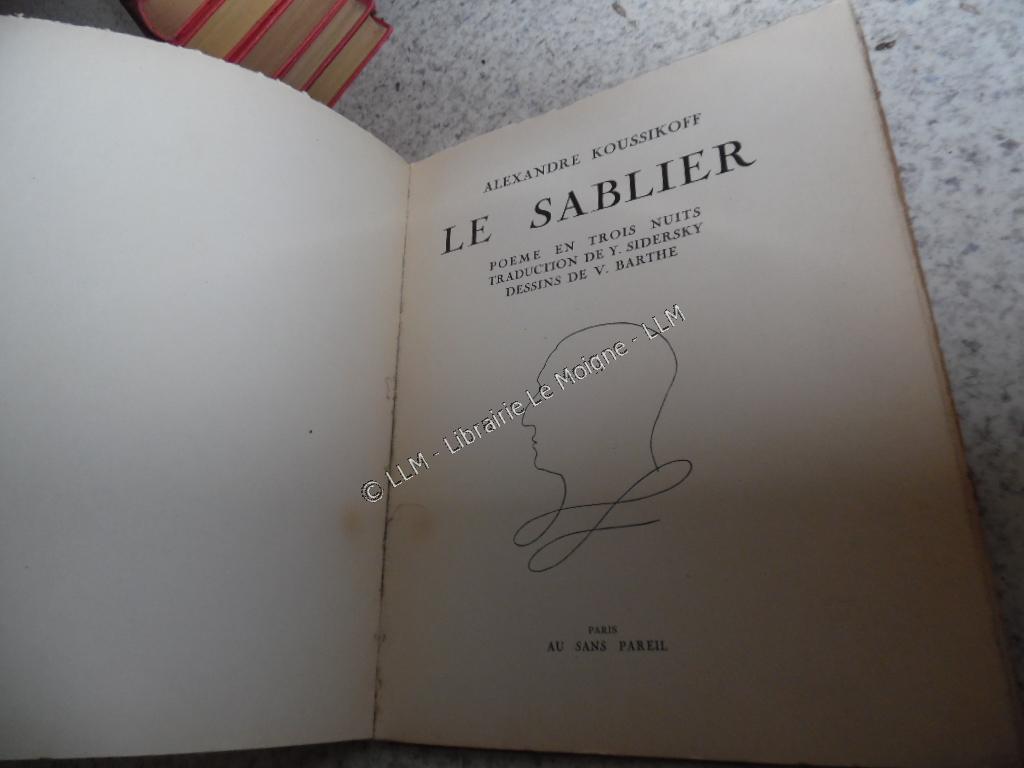 ALEXANDRE KOUSSIKOFF
LE SABLIER
POEME EN TROIS NUITS
TRADUCTION DE Y. SIDERSKY
DESSINS DE V. BARTHE
© LLM - Librairie Le Moigne - LLM
PARIS
AU SANS PAREIL